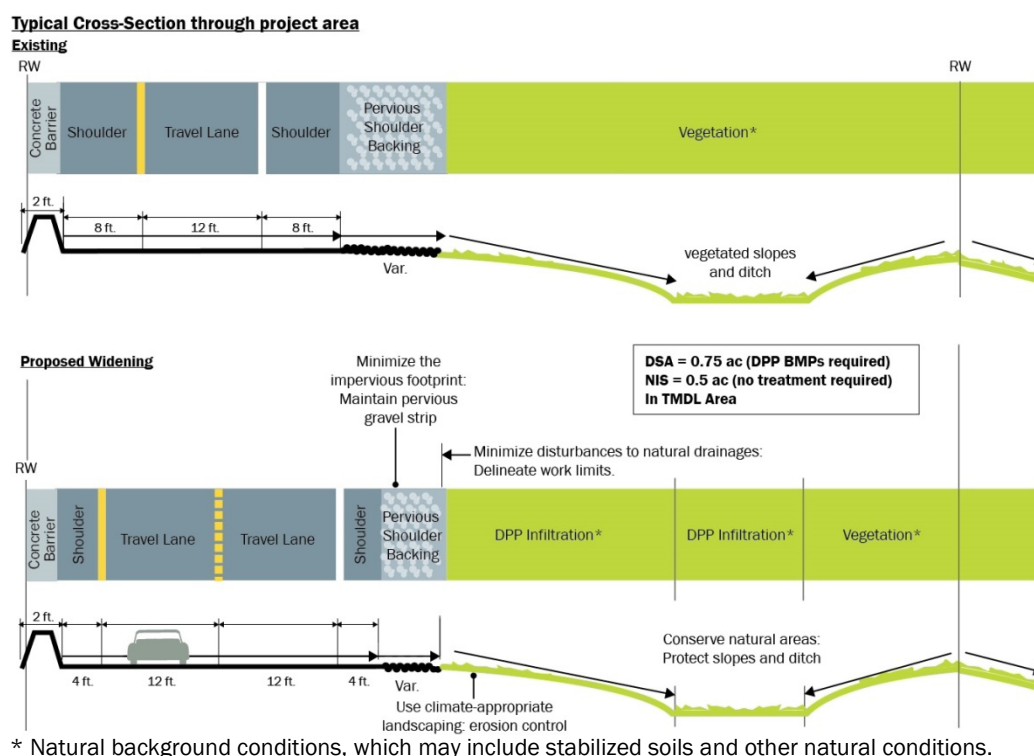 Typical Cross-Section through project area
Existing
RW
RW
Concrete
Barrier
Shoulder
Travel Lane
Shoulder
Pervious
Shoulder
Backing
Vegetation*
2 ft.
8 ft.
12 ft.
8 ft.
Var.
vegetated slopes
and ditch
Proposed Widening
Minimize the
impervious footprint:
Maintain pervious
gravel strip
DSA = 0.75 ac (DPP BMPs required)
NIS = 0.5 ac (no treatment required)
In TMDL Area
Minimize disturbances to natural drainages:
Delineate work limits.
RW
Concrete
Barrier
Shoulder
Travel Lane
Travel Lane
Shoulder
Pervious
Shoulder
Backing
DPP Infiltration*
DPP Infiltration*
Vegetation*
2 ft.
4 ft.
12 ft.
12 ft.
4 ft.
Var.
Conserve natural areas:
Protect slopes and ditch
Use climate-appropriate
landscaping: erosion control
* Natural background conditions, which may include stabilized soils and other natural conditions.